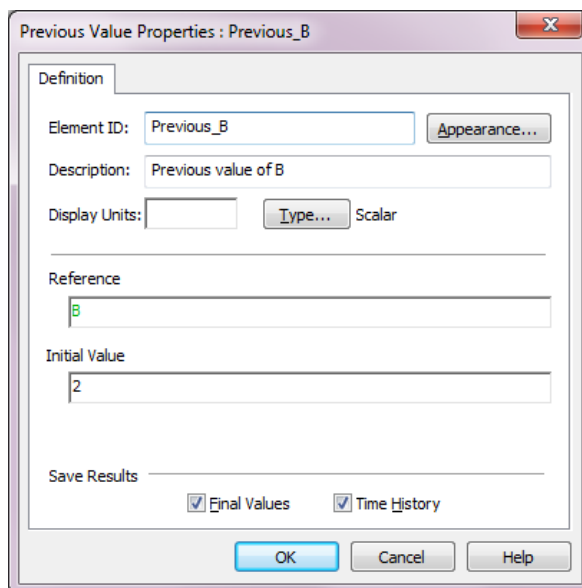 Previous Value Properties : Previous_B
Definition
Element ID: Previous_B Appearance...
Description: Previous value of B
Display Units: Type... Scalar
Reference
B
Initial Value
2
Save Results
Final Values Time History
OK Cancel Help